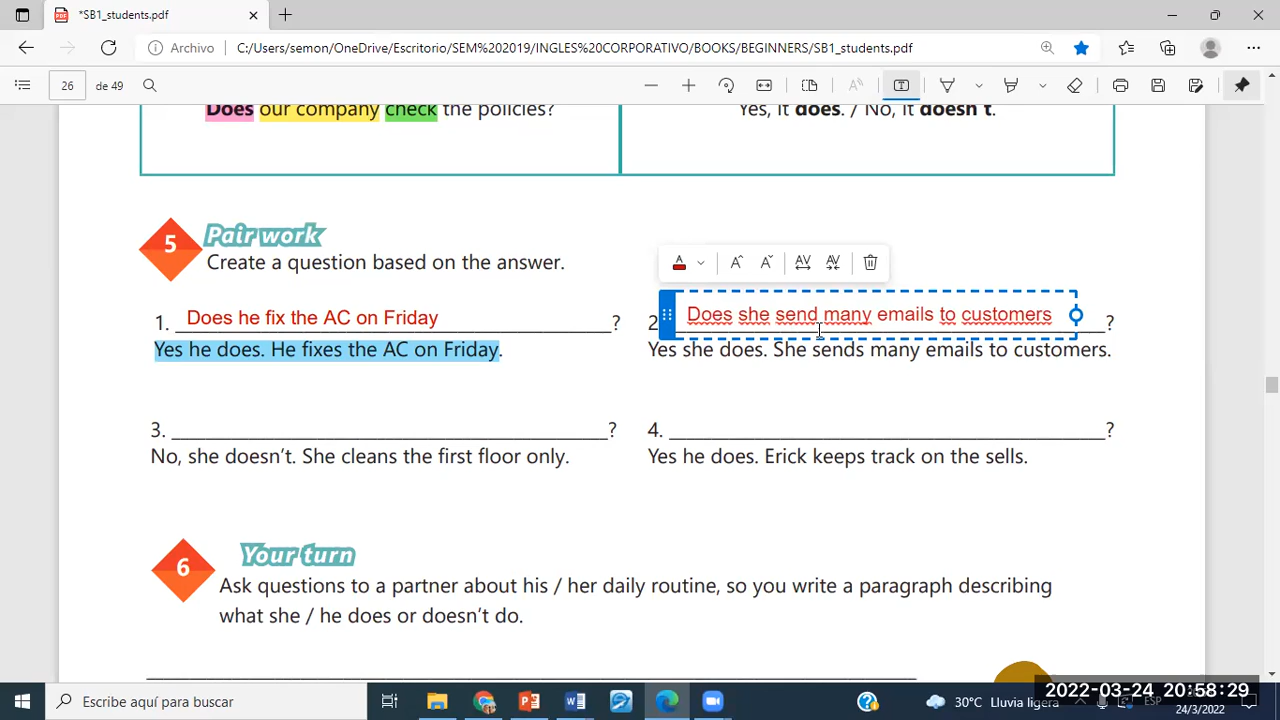 *SB1_students.pdf
Archivo
C:/Users/semon/OneDrive/Escritorio/SEM%202019/INGLES%20CORPORATIVO/BOOKS/BEGINNERS/SB1_students.pdf
26 de 49
Does our company check the policies?
Yes, it does. / No, it doesn't.
5 Pair work
Create a question based on the answer.
1. Does he fix the AC on Friday ____?
Yes he does. He fixes the AC on Friday.
2 Does she send many emails to customers ____?
Yes she does. She sends many emails to customers.
3. ____?
No, she doesn't. She cleans the first floor only.
4. ____?
Yes he does. Erick keeps track on the sells.
6 Your turn
Ask questions to a partner about his / her daily routine, so you write a paragraph describing
what she / he does or doesn't do.
Escribe aquí para buscar
30°C Lluvia ligera
ESP
2022-03-24 20:58:29
24/3/2022